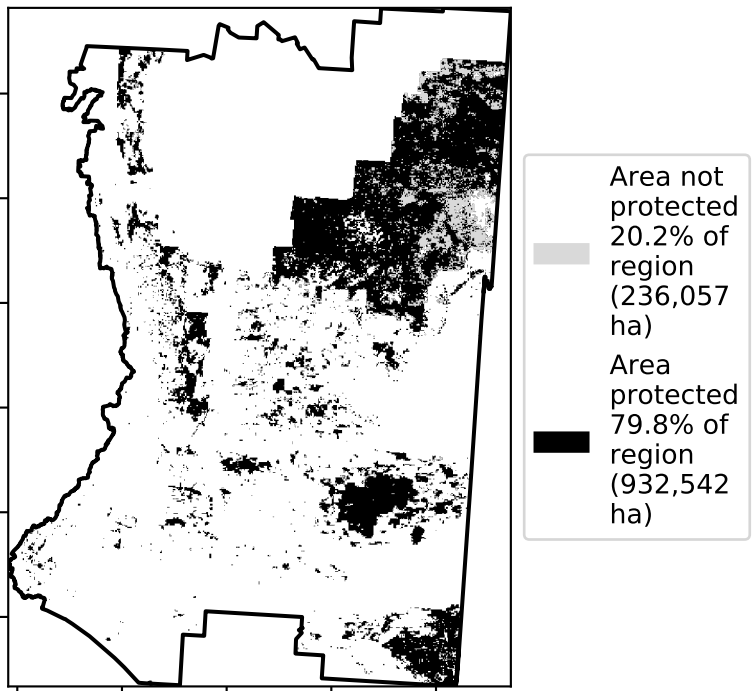 Area not
protected
20.2% of
region
(236,057
ha)
Area
protected
79.8% of
region
(932,542
ha)